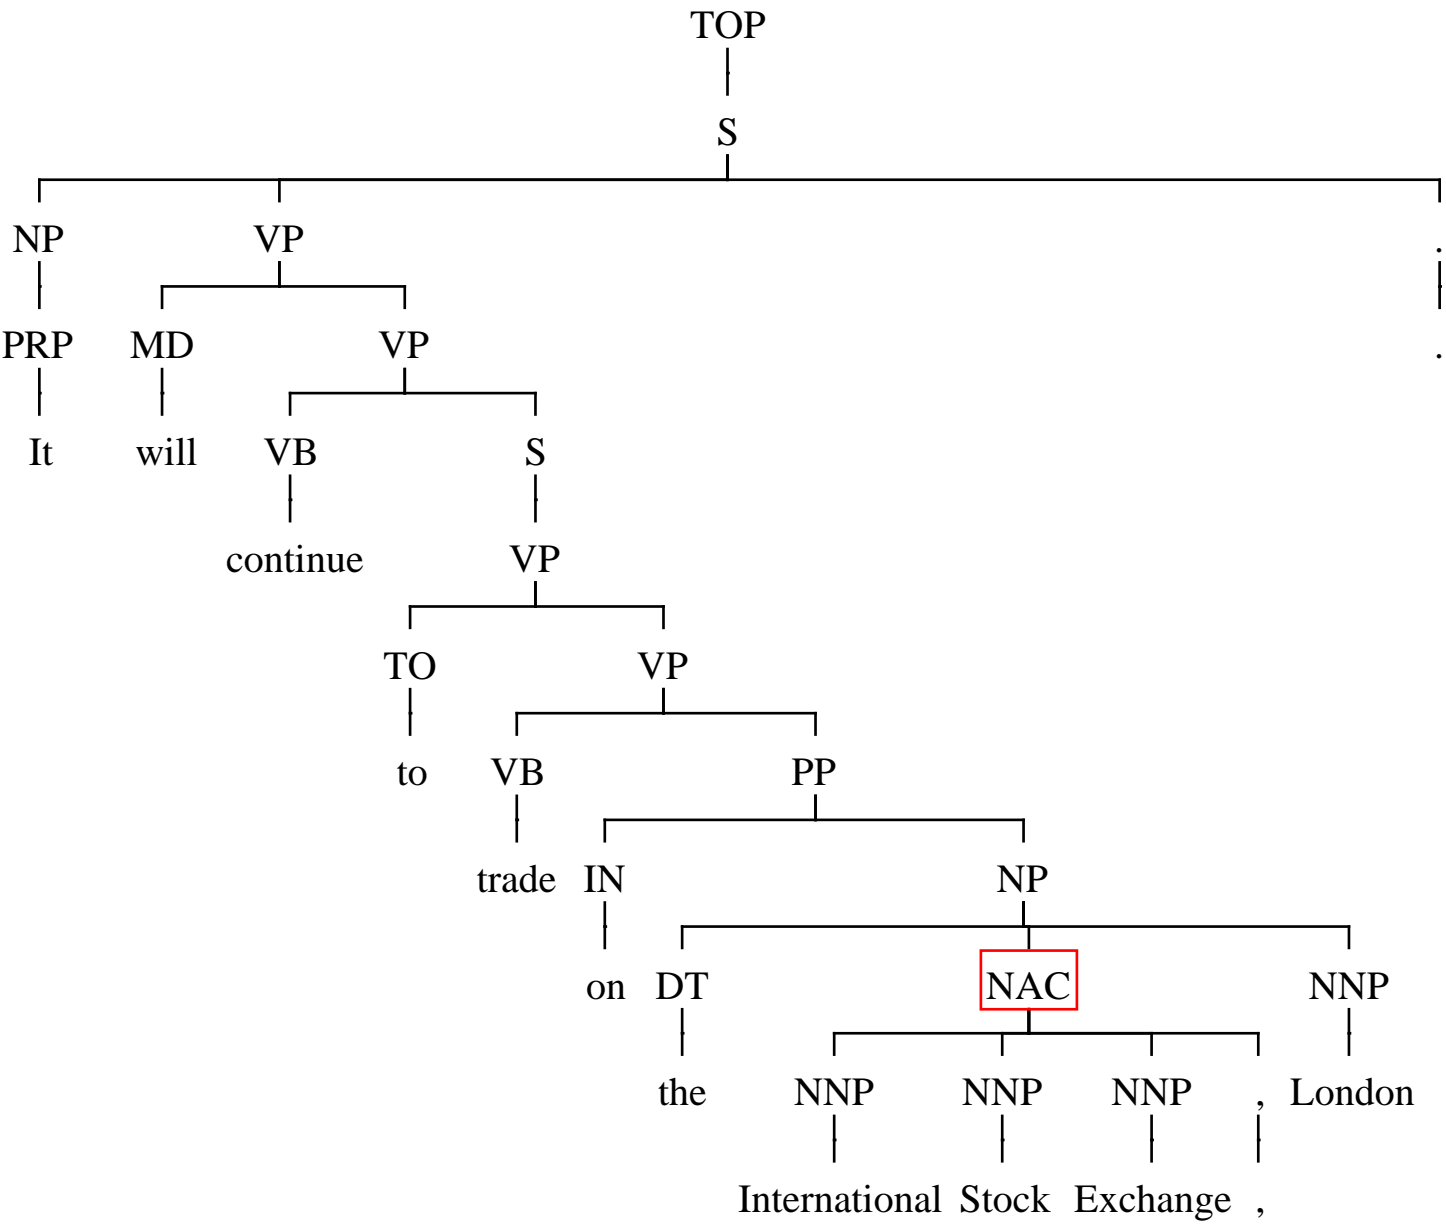 TOP
S
NP VP .
PRP MD VP .
It will VB S
continue VP
TO VP
to VB PP
trade IN NP
on DT NAC NNP
the NNP NNP NNP , London
International Stock Exchange ,